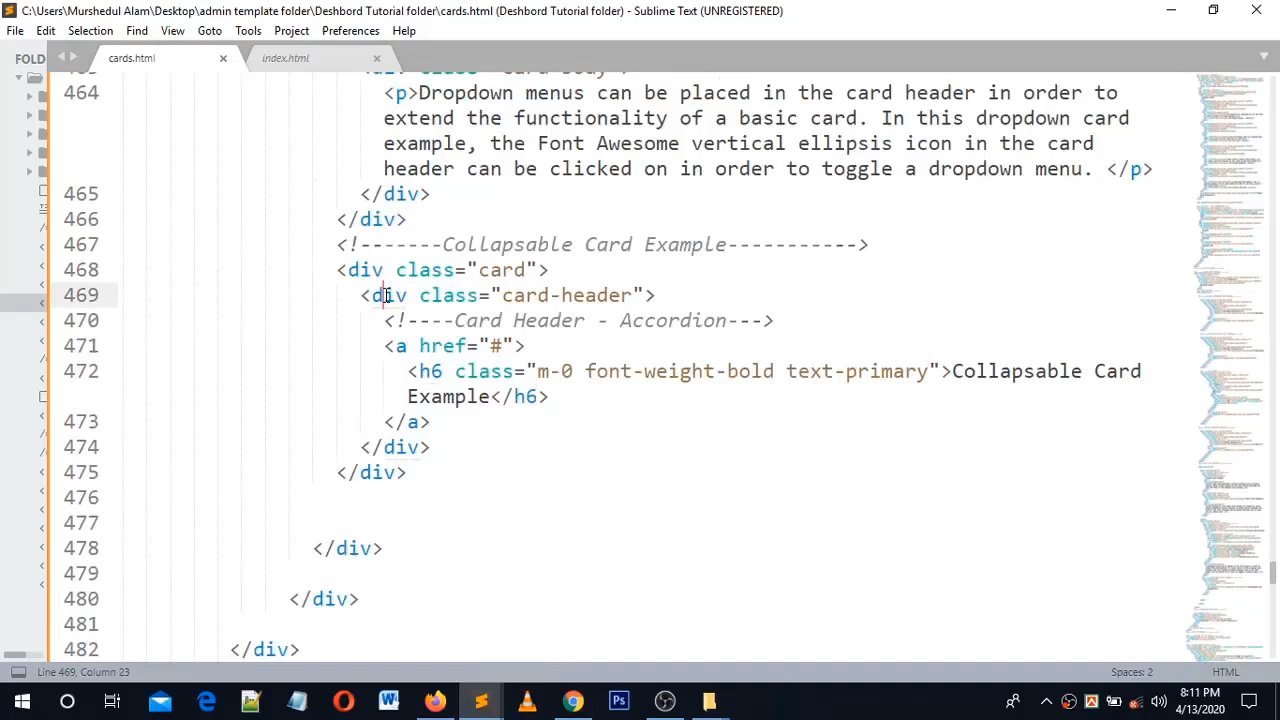 C:\Users\Murshedul Alam\Desktop\admin template folder\Deshbord Tutorial folder\cards.html (Deshbord Tutorial folder) - Sublime Text (UNREGISTERED)
File Edit Selection Find View Goto Tools Project Preferences Help
FOLD
cards.html index.html
464 <p>Dropdown menus can be placed in the card header in order to
extend the functionality of a basic card. In this dropdown card
example, the Font Awesome vertical ellipsis icon in the card
header can be clicked on in order to toggle a dropdown menu. </p
465 </div>
466 </div>
467 <!-------Collapsable Card Example------------>
468 <div class="card">
469 <div class="card-header">
471 <a href="#"
472 <h6 class="m-0 font-weight-bold text-primary">Collapsable Card
Example</h6>
473 </a>
474 </div>
475 </div>
476
477
478 </div>
479
480 </div>
481
482 </div>
Line 469, Column 23
Spaces: 2
HTML
8:11 PM
4/13/2020